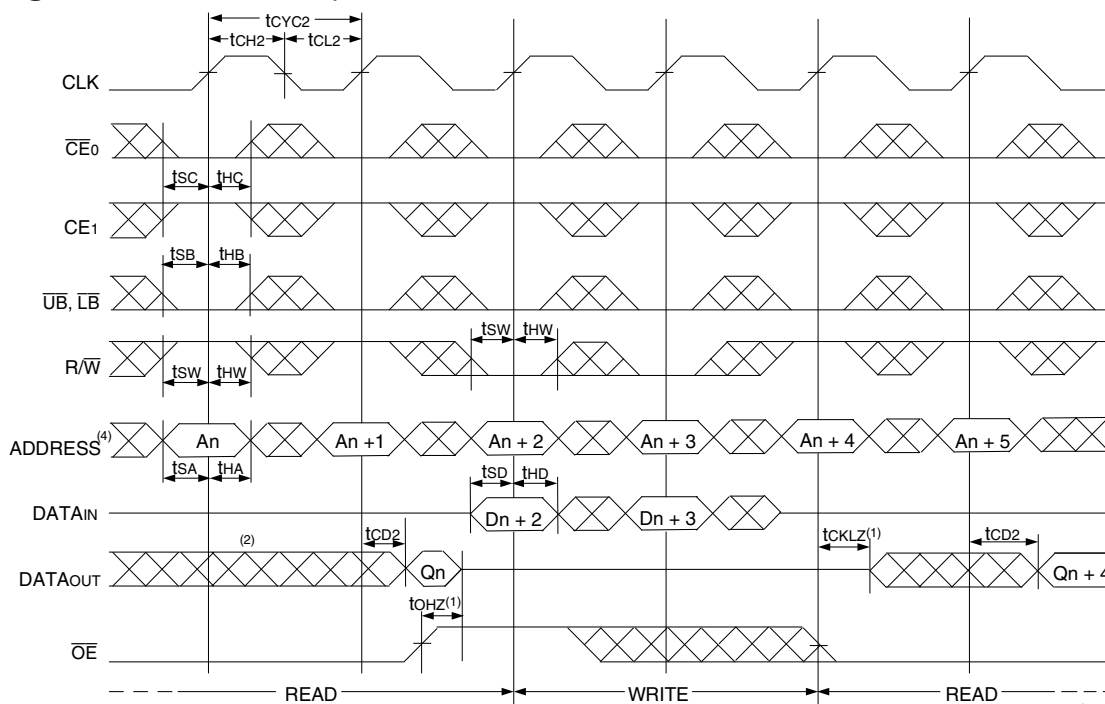 tCYC2
tCH2 tCL2
CLK
CE0
tSC tHC
CE1
tSB tHB
UB, LB
tSW tHW
R/W
tSW tHW
ADDRESS(4) An An +1 An + 2 An + 3 An + 4 An + 5
tSA tHA tSD tHD
DATAIN Dn + 2 Dn + 3
(2) tCD2 tCKLZ(1) tCD2
DATAOUT Qn Qn + 4
tOHZ(1)
OE
READ WRITE READ